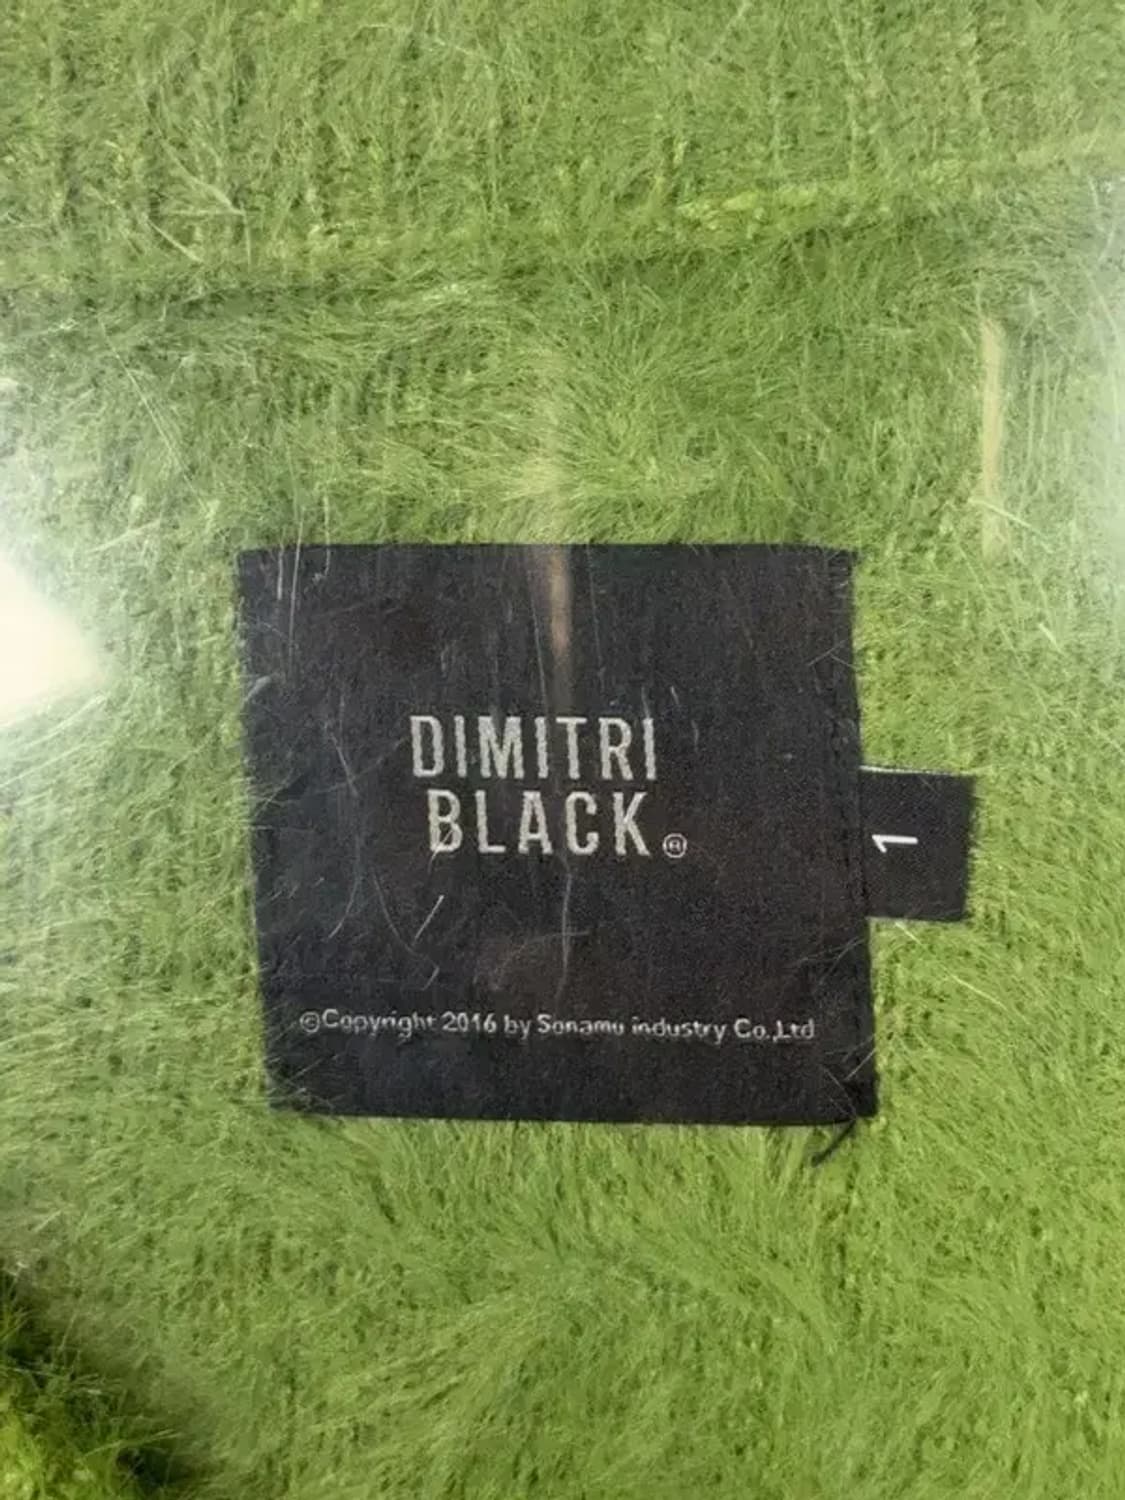 DIMITRI
BLACK®
1
©Copyright 2016 by Sonamu industry Co.,Ltd